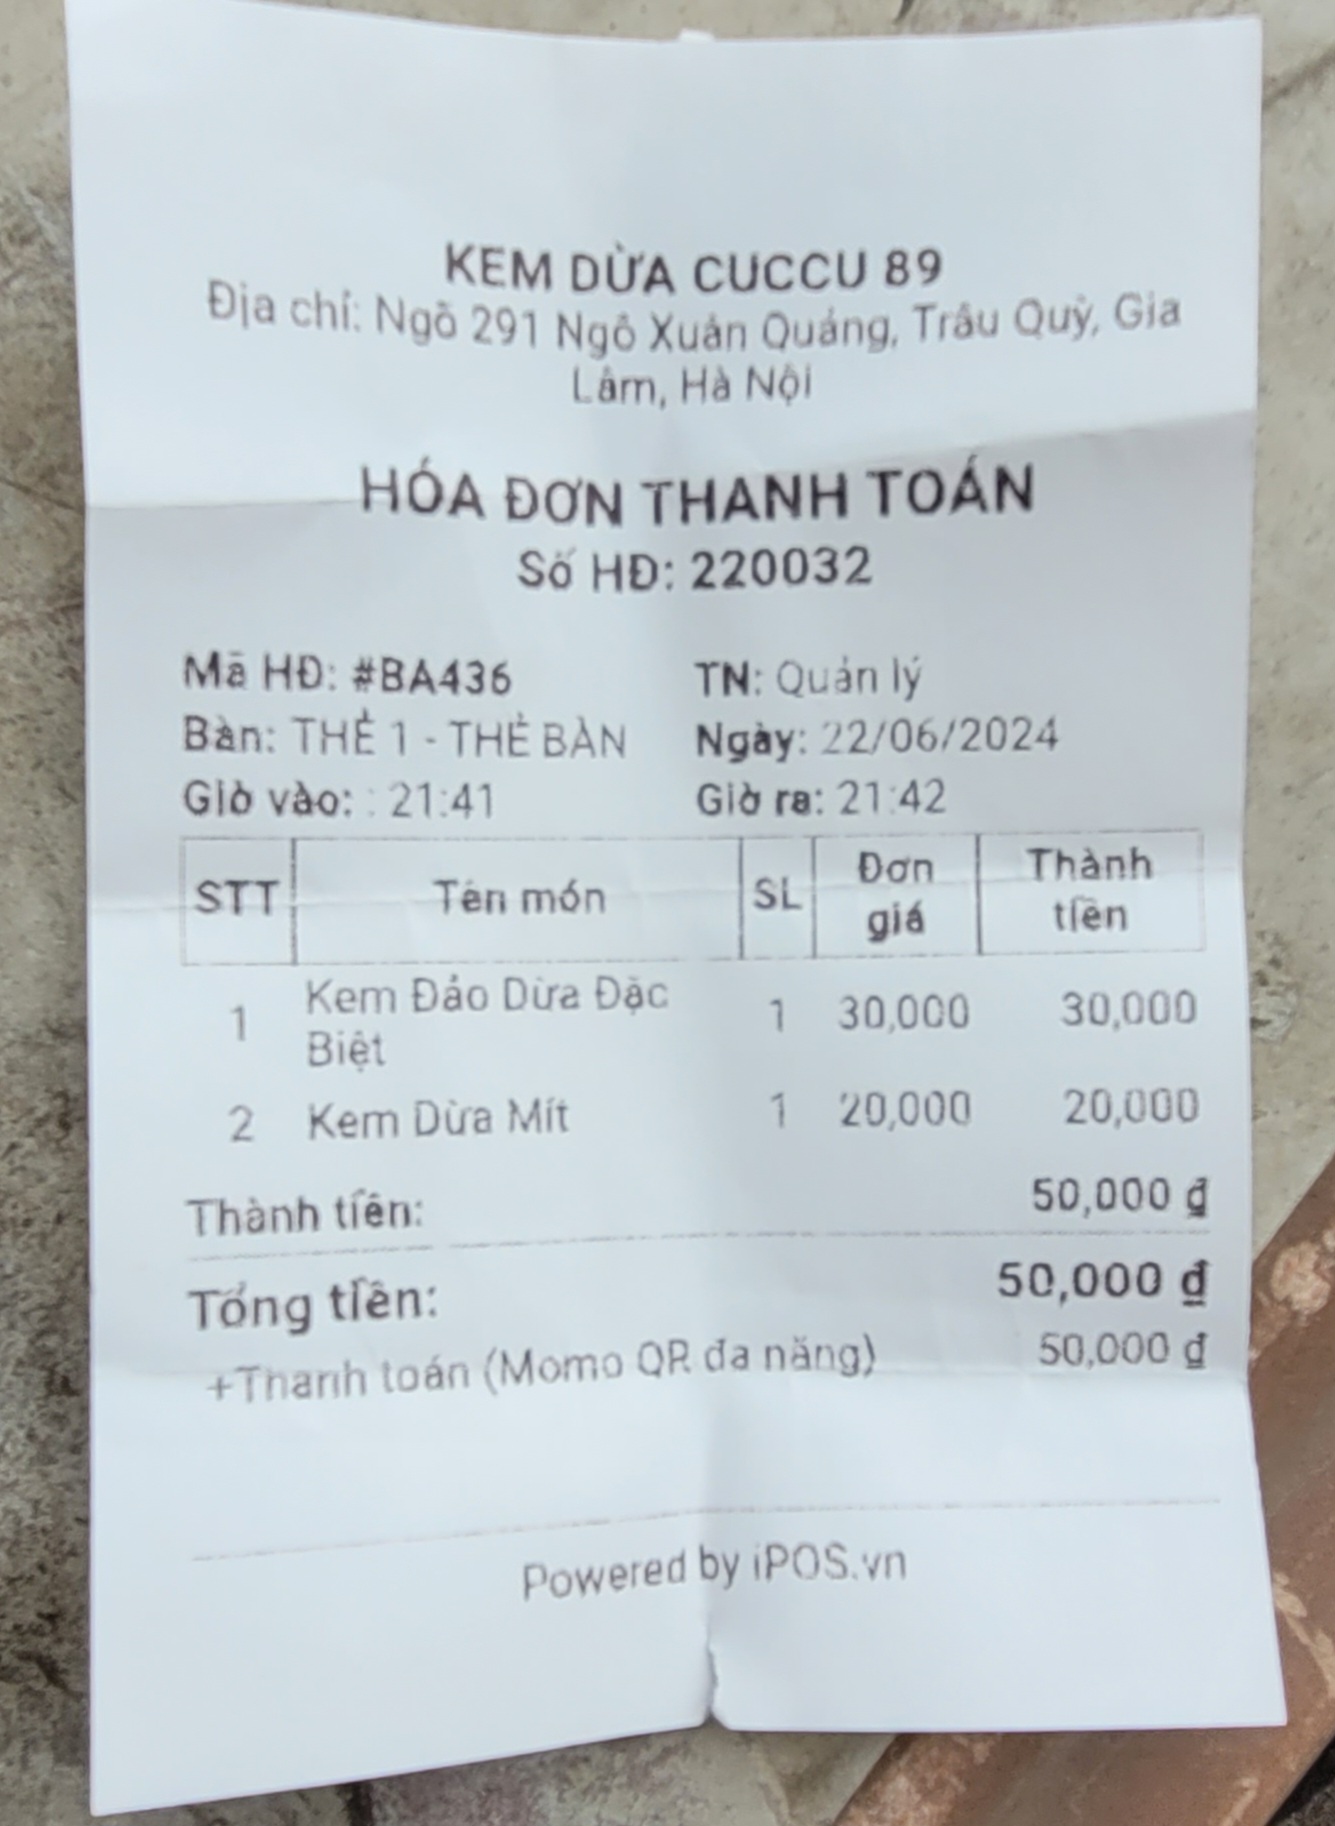 KEM DỪA CUCCU 89
Địa chỉ: Ngõ 291 Ngô Xuân Quảng, Trâu Quỳ, Gia
Lâm, Hà Nội
HÓA ĐƠN THANH TOÁN
Số HĐ: 220032
Mã HĐ: #BA436 TN: Quản lý
Bàn: THẺ 1 - THẺ BÀN Ngày: 22/06/2024
Giờ vào: : 21:41 Giờ ra: 21:42
STT Tên món SL Đơn giá Thành tiền
1 Kem Đảo Dừa Đặc 1 30,000 30,000
Biệt
2 Kem Dừa Mít 1 20,000 20,000
Thành tiền: 50,000 ₫
Tổng tiền: 50,000 ₫
+Thanh toán (Momo QR đa năng) 50,000 ₫
Powered by iPOS.vn